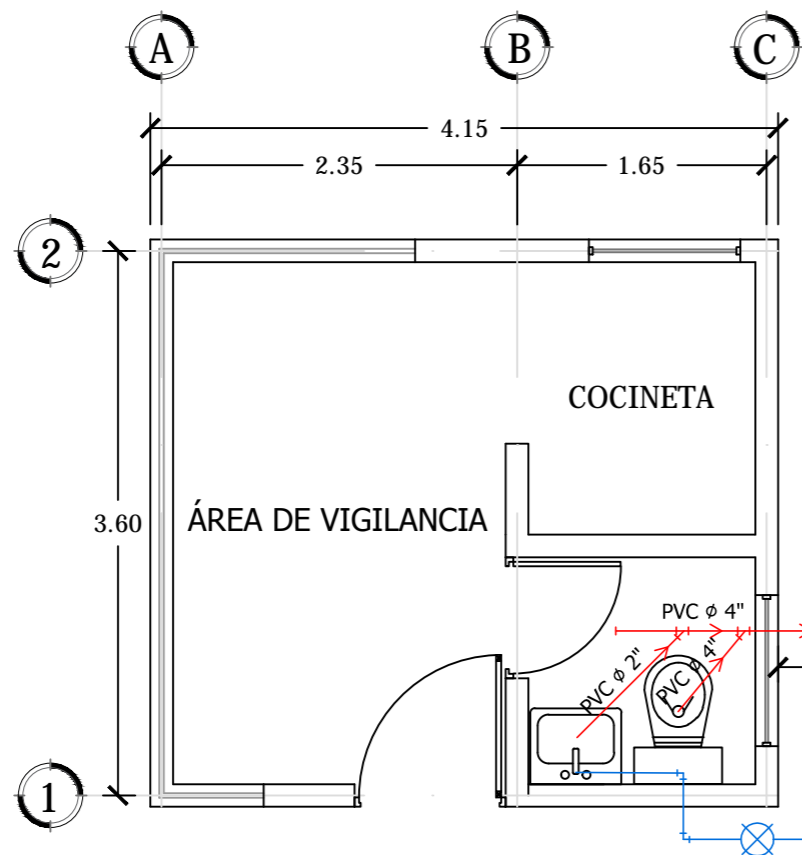 A
B
C
4.15
2.35
1.65
2
COCINETA
3.60
ÁREA DE VIGILANCIA
PVC ø 4"
PVC ø 2"
PVC ø 4"
1